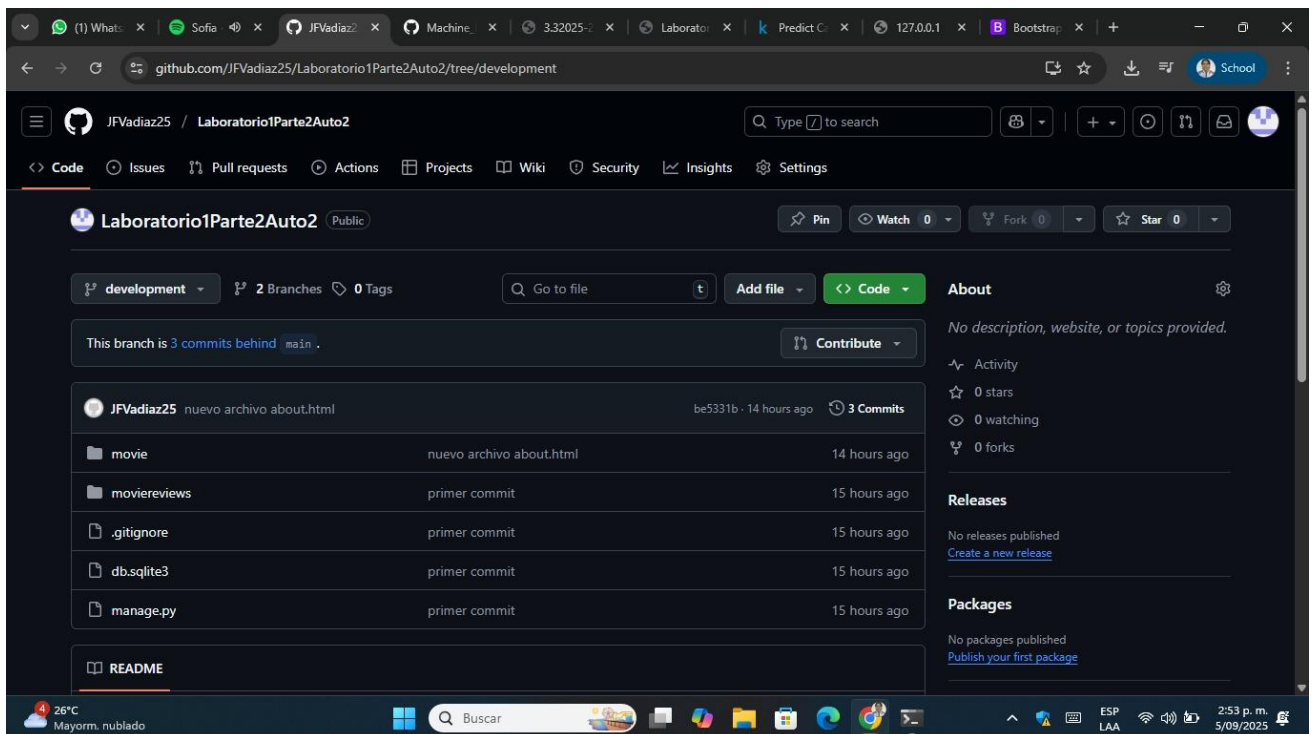 (1) Whats
Sofia
JFVadiaz2
Machine_
3.32025-2
Laborator
Predict Ca
127.0.0.1
B Bootstrap
github.com/JFVadiaz25/Laboratorio1Parte2Auto2/tree/development
School
JFVadiaz25 / Laboratorio1Parte2Auto2
Type / to search
<> Code Issues Pull requests Actions Projects Wiki Security Insights Settings
Laboratorio1Parte2Auto2 Public
Pin Watch 0 Fork 0 Star 0
development 2 Branches 0 Tags Go to file t Add file <> Code
This branch is 3 commits behind main .
Contribute
JFVadiaz25 nuevo archivo about.html be5331b · 14 hours ago 3 Commits
movie nuevo archivo about.html 14 hours ago
moviereviews primer commit 15 hours ago
.gitignore primer commit 15 hours ago
db.sqlite3 primer commit 15 hours ago
manage.py primer commit 15 hours ago
README
About
No description, website, or topics provided.
Activity
0 stars
0 watching
0 forks
Releases
No releases published
Create a new release
Packages
No packages published
Publish your first package
4
26°C
Mayorm. nublado
Buscar
ESP
LAA
2:53 p. m.
5/09/2025